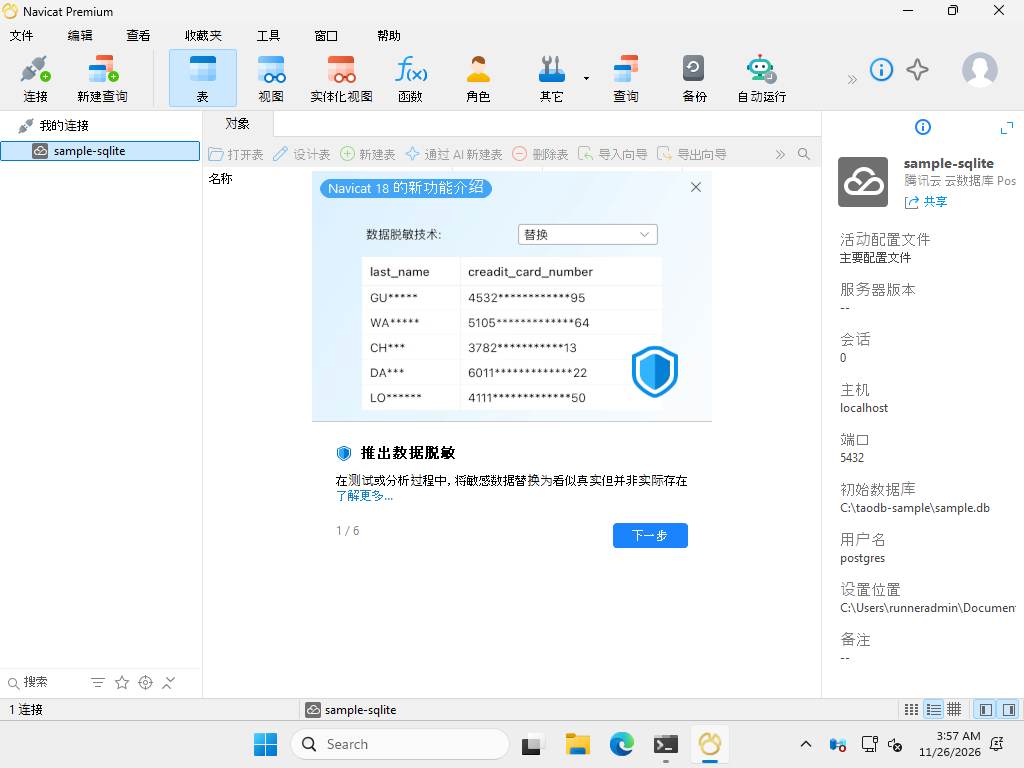 Navicat Premium
文件 编辑 查看 收藏夹 工具 窗口 帮助
连接 新建查询 表 视图 实体化视图 函数 角色 其它 查询 备份 自动运行
我的连接
sample-sqlite
对象
打开表 设计表 新建表 通过 AI 新建表 删除表 导入向导 导出向导
名称
Navicat 18 的新功能介绍
数据脱敏技术: 替换
last_name creadit_card_number
GU***** 4532************95
WA***** 5105*************64
CH*** 3782***********13
DA*** 6011*************22
LO****** 4111*************50
推出数据脱敏
在测试或分析过程中, 将敏感数据替换为看似真实但并非实际存在
了解更多...
1 / 6
下一步
sample-sqlite
腾讯云 云数据库 Pos
共享
活动配置文件
主要配置文件
服务器版本
--
会话
0
主机
localhost
端口
5432
初始数据库
C:\taodb-sample\sample.db
用户名
postgres
设置位置
C:\Users\runneradmin\Document
备注
--
搜索
1 连接
sample-sqlite
Search
3:57 AM
11/26/2026